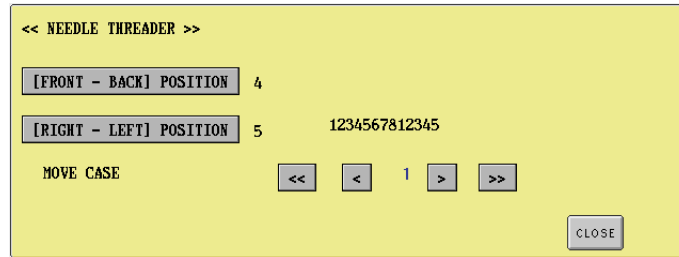 << NEEDLE THREADER >>
[FRONT - BACK] POSITION 4
[RIGHT - LEFT] POSITION 5 1234567812345
MOVE CASE << < 1 > >>
CLOSE